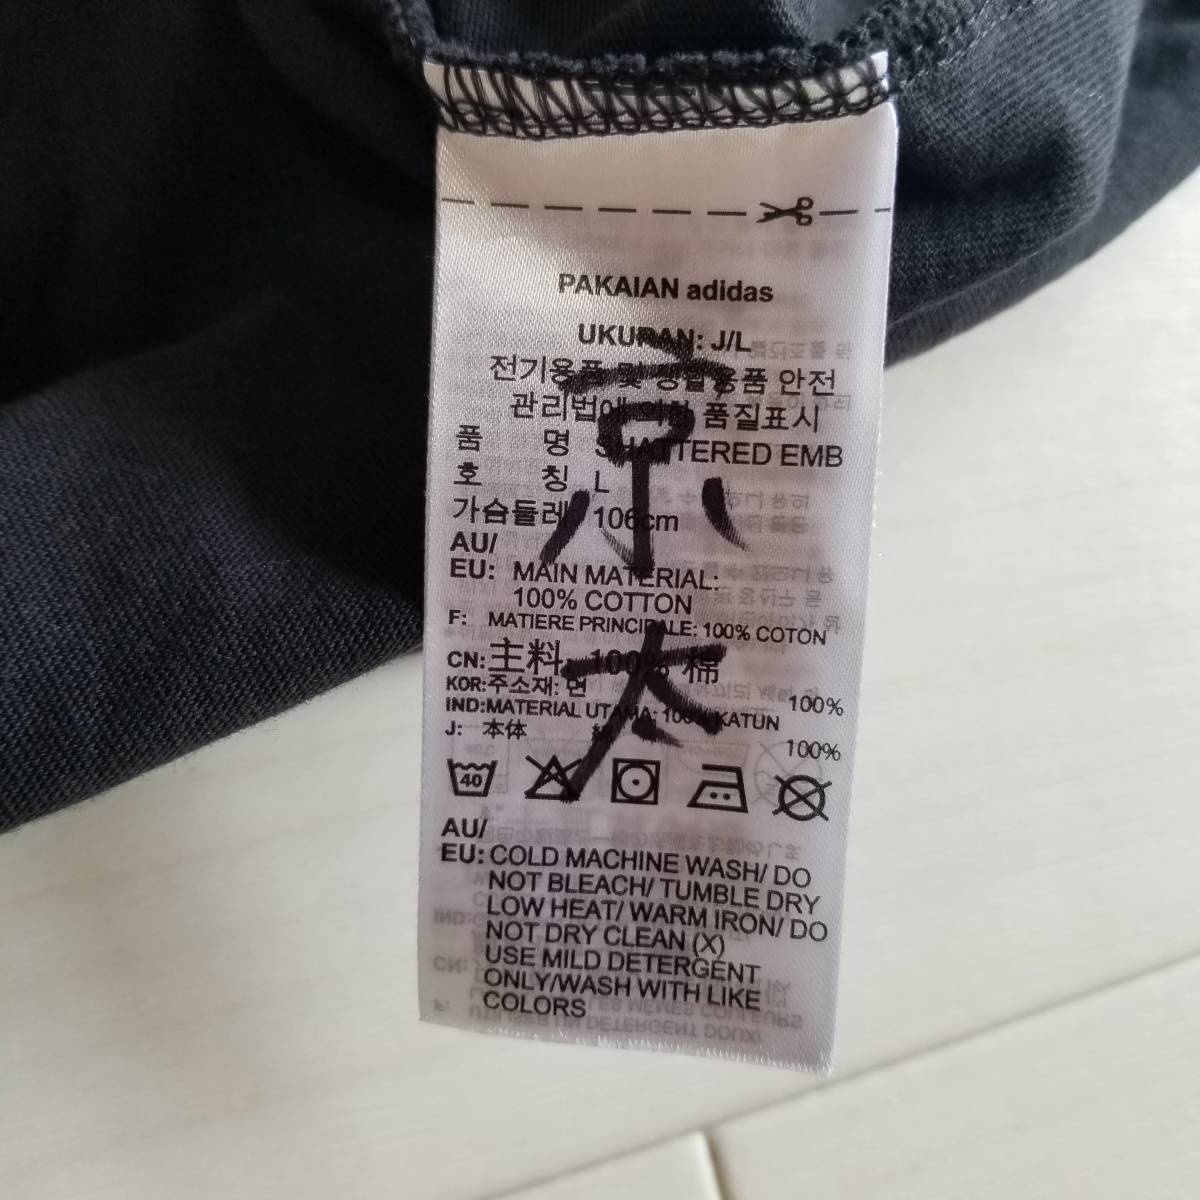 PAKAIAN adidas
UKURAN: J/L
전기용품 및 생활용품 안전
관리법에 의한 품질표시
품 명 SHATTERED EMB
호 칭 L
가슴둘레 106cm
AU/
EU: MAIN MATERIAL:
100% COTTON
F: MATIERE PRINCIPALE: 100% COTON
CN: 主料: 100% 棉
KOR:주소재: 면 100%
IND:MATERIAL UTAMA: 100% KATUN
J: 本体 綿 100%
京太
40
AU/
EU: COLD MACHINE WASH/ DO
NOT BLEACH/ TUMBLE DRY
LOW HEAT/ WARM IRON/ DO
NOT DRY CLEAN (X)
USE MILD DETERGENT
ONLY/WASH WITH LIKE
COLORS